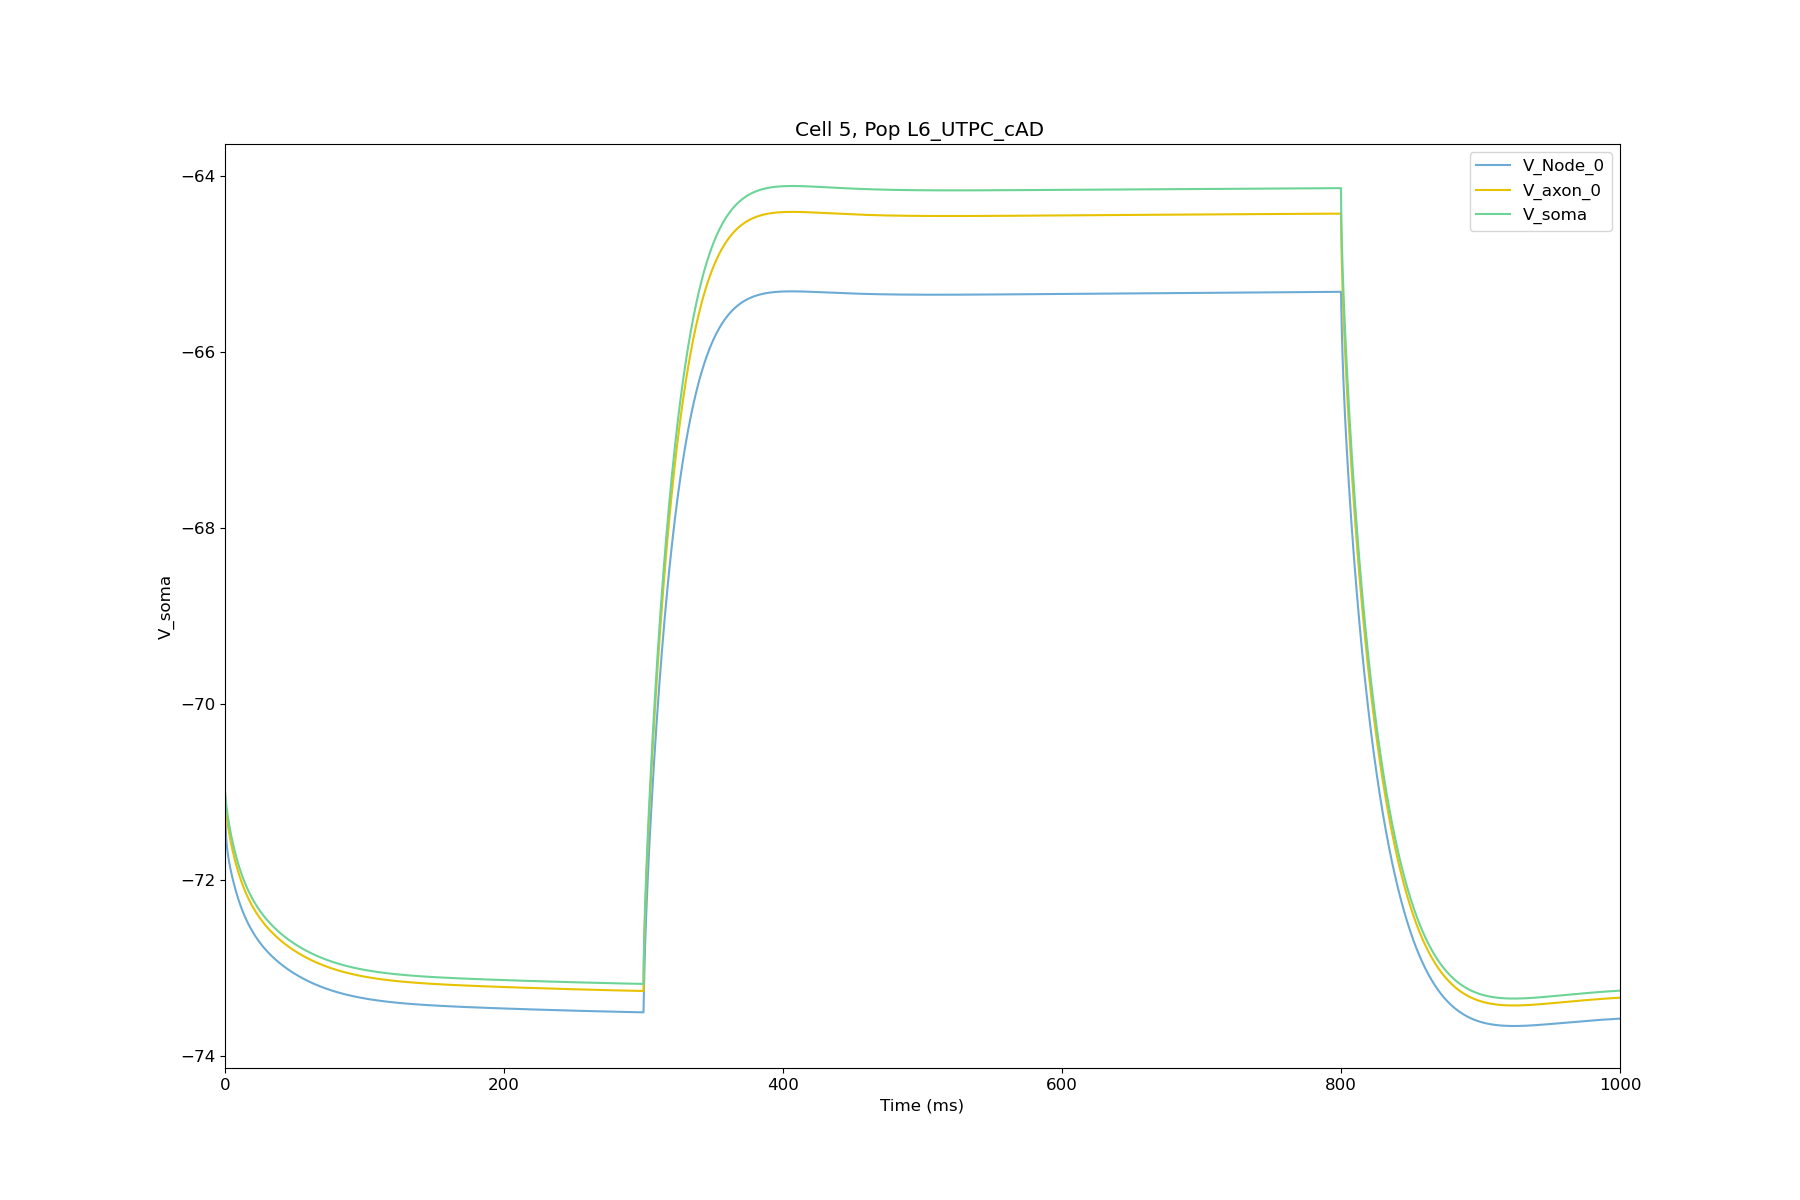 Cell 5, Pop L6_UTPC_cAD
V_Node_0
V_axon_0
V_soma
−64
−66
−68
−70
−72
−74
V_soma
0 200 400 600 800 1000
Time (ms)